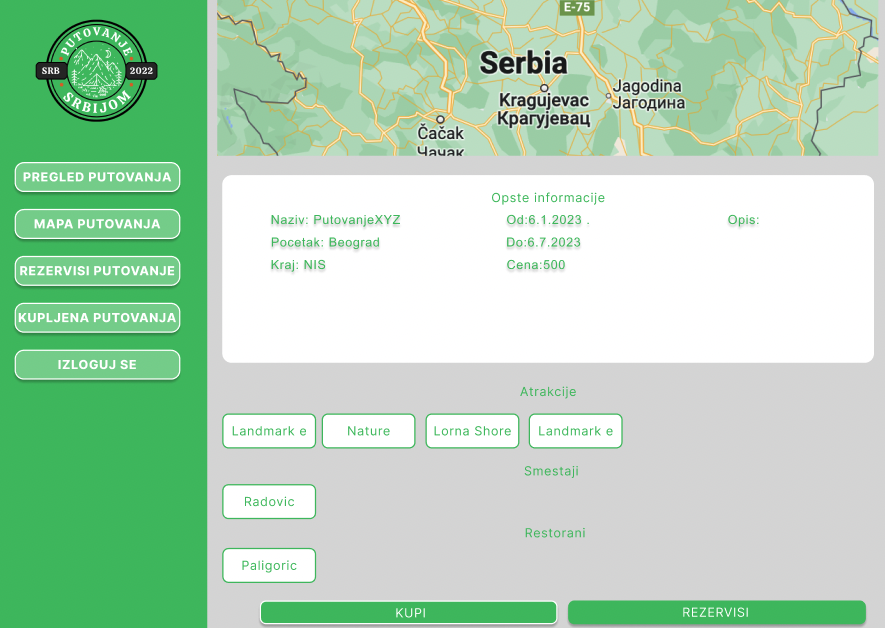 PUTOVANJE
SRB 2022
SRBIJOM
PREGLED PUTOVANJA
MAPA PUTOVANJA
REZERVISI PUTOVANJE
KUPLJENA PUTOVANJA
IZLOGUJ SE
E-75
Serbia
Jagodina
Јагодина
Kragujevac
Крагујевац
Čačak
Чачак
Opste informacije
Naziv: PutovanjeXYZ Od:6.1.2023 . Opis:
Pocetak: Beograd Do:6.7.2023
Kraj: NIS Cena:500
Atrakcije
Landmark e Nature Lorna Shore Landmark e
Smestaji
Radovic
Restorani
Paligoric
KUPI REZERVISI